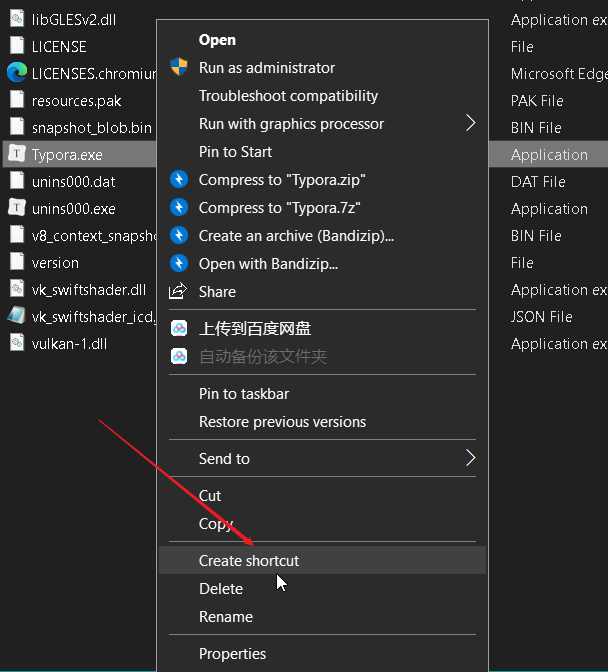 libGLESv2.dll
LICENSE
LICENSES.chromium
resources.pak
snapshot_blob.bin
Typora.exe
unins000.dat
unins000.exe
v8_context_snapsho
version
vk_swiftshader.dll
vk_swiftshader_icd.
vulkan-1.dll
Open
Run as administrator
Troubleshoot compatibility
Run with graphics processor
Pin to Start
Compress to "Typora.zip"
Compress to "Typora.7z"
Create an archive (Bandizip)...
Open with Bandizip...
Share
上传到百度网盘
自动备份该文件夹
Pin to taskbar
Restore previous versions
Send to
Cut
Copy
Create shortcut
Delete
Rename
Properties
Application ex
File
Microsoft Edge
PAK File
BIN File
Application
DAT File
Application
BIN File
File
Application ex
JSON File
Application ex